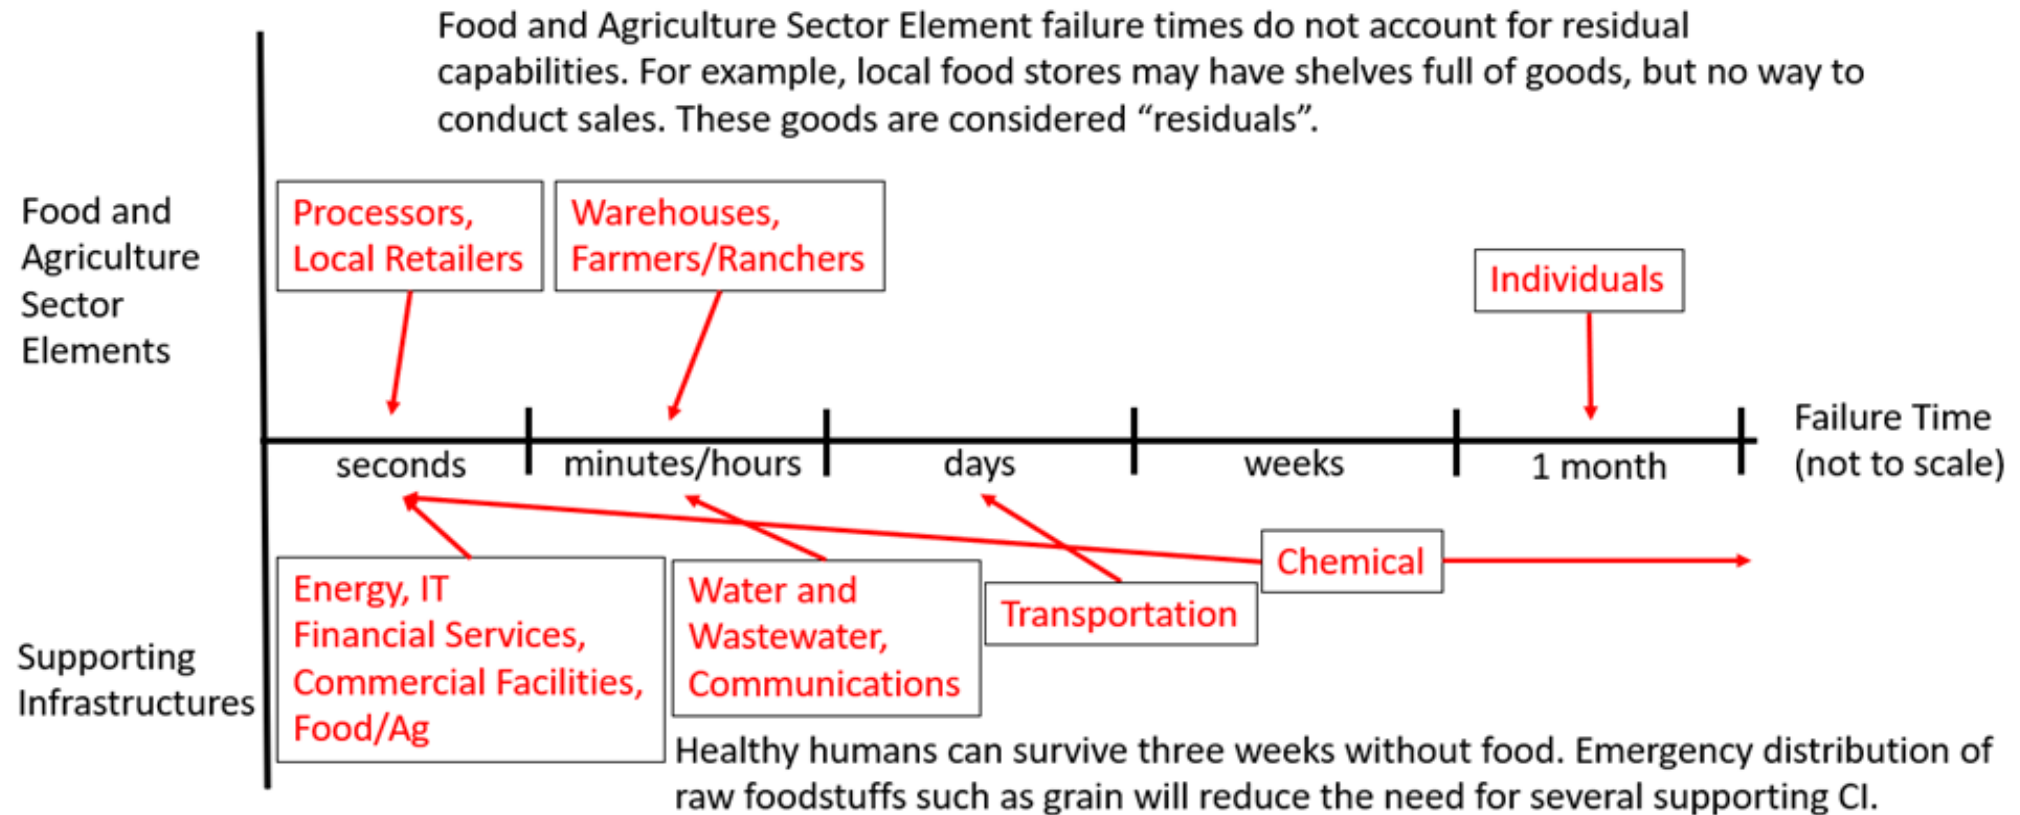 Food and Agriculture Sector Element failure times do not account for residual
capabilities. For example, local food stores may have shelves full of goods, but no way to
conduct sales. These goods are considered “residuals”.
Food and
Agriculture
Sector
Elements
Processors,
Local Retailers
Warehouses,
Farmers/Ranchers
Individuals
seconds
minutes/hours
days
weeks
1 month
Failure Time
(not to scale)
Supporting
Infrastructures
Energy, IT
Financial Services,
Commercial Facilities,
Food/Ag
Water and
Wastewater,
Communications
Transportation
Chemical
Healthy humans can survive three weeks without food. Emergency distribution of
raw foodstuffs such as grain will reduce the need for several supporting CI.